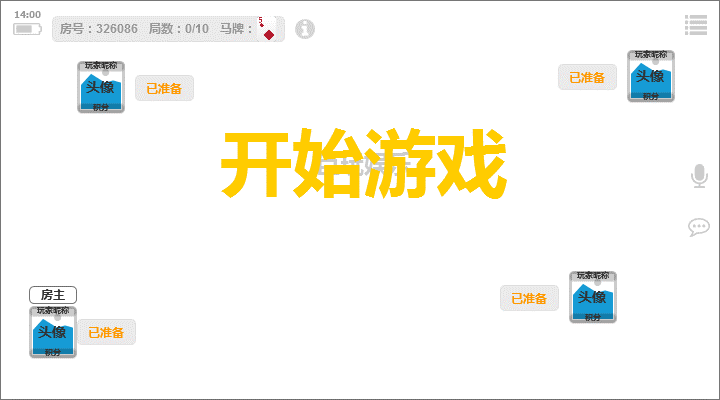 14:00
房号：326086 局数：0/10 马牌：5
玩家昵称
头像
积分
已准备
已准备
玩家昵称
头像
积分
开始游戏
房主
玩家昵称
头像
积分
已准备
已准备
玩家昵称
头像
积分